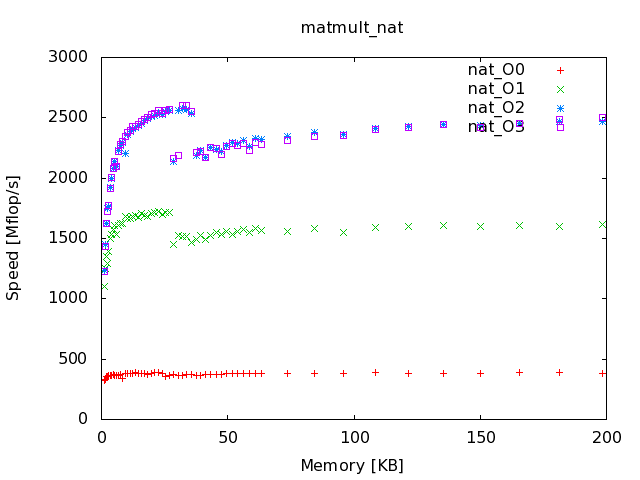 matmult_nat
3000
2500
2000
1500
1000
500
0
Speed [Mflop/s]
nat_O0
nat_O1
nat_O2
nat_O3
0 50 100 150 200
Memory [KB]